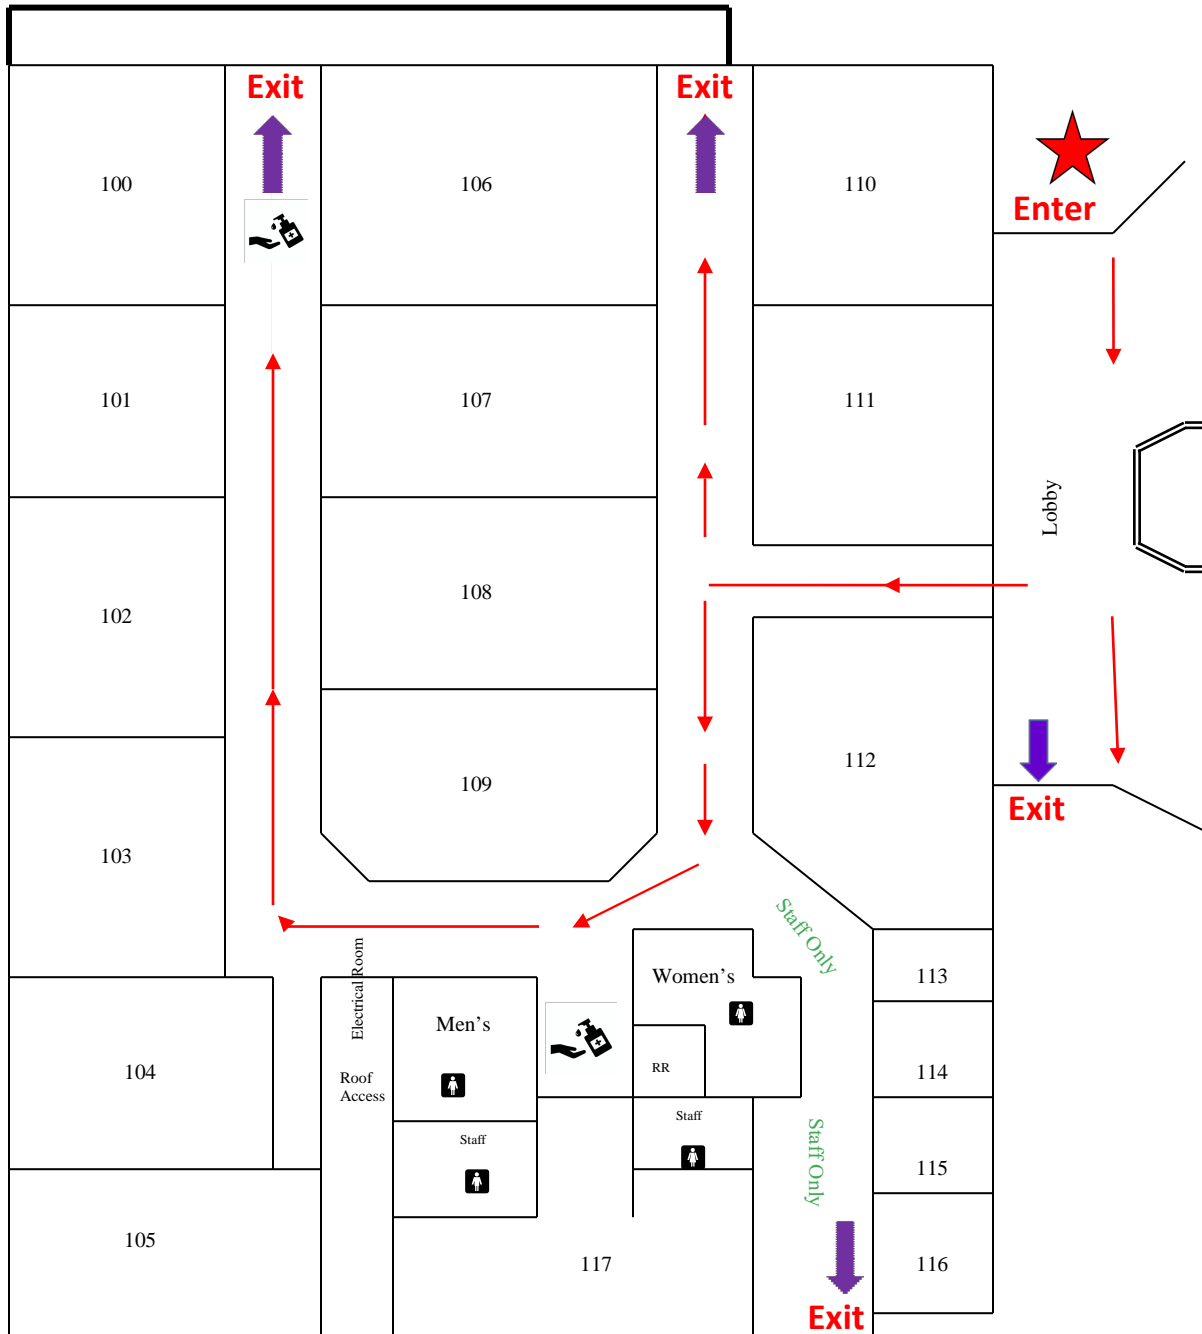 Exit
Exit
100
106
110
Enter
101
107
111
Lobby
108
102
112
109
Exit
103
Staff Only
Electrical Room
Women's
113
Men's
104
Roof
Access
RR
114
Staff
Staff
Staff Only
115
105
117
116
Exit